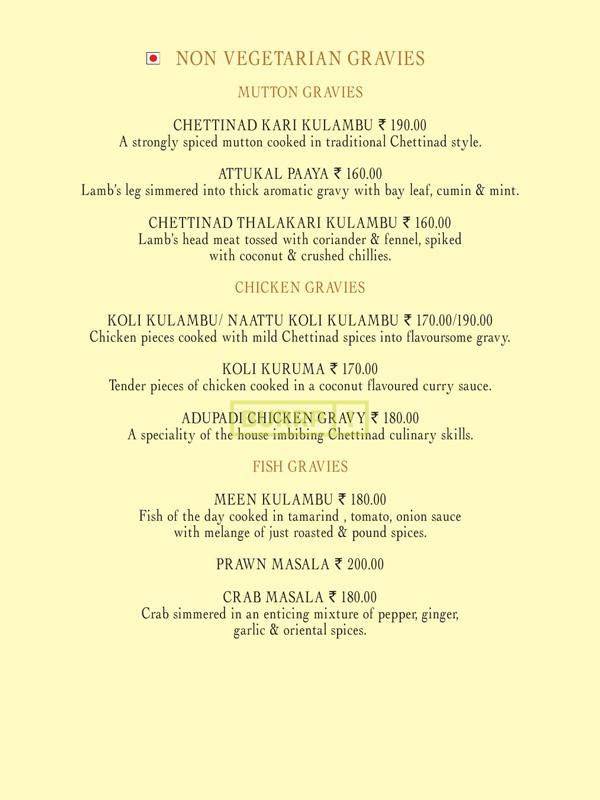 NON VEGETARIAN GRAVIES
MUTTON GRAVIES
CHETTINAD KARI KULAMBU ₹ 190.00
A strongly spiced mutton cooked in traditional Chettinad style.
ATTUKAL PAAYA ₹ 160.00
Lamb's leg simmered into thick aromatic gravy with bay leaf, cumin & mint.
CHETTINAD THALAKARI KULAMBU ₹ 160.00
Lamb's head meat tossed with coriander & fennel, spiked
with coconut & crushed chillies.
CHICKEN GRAVIES
KOLI KULAMBU/ NAATTU KOLI KULAMBU ₹ 170.00/190.00
Chicken pieces cooked with mild Chettinad spices into flavoursome gravy.
KOLI KURUMA ₹ 170.00
Tender pieces of chicken cooked in a coconut flavoured curry sauce.
ADUPADI CHICKEN GRAVY ₹ 180.00
A speciality of the house imbibing Chettinad culinary skills.
FISH GRAVIES
MEEN KULAMBU ₹ 180.00
Fish of the day cooked in tamarind , tomato, onion sauce
with melange of just roasted & pound spices.
PRAWN MASALA ₹ 200.00
CRAB MASALA ₹ 180.00
Crab simmered in an enticing mixture of pepper, ginger,
garlic & oriental spices.